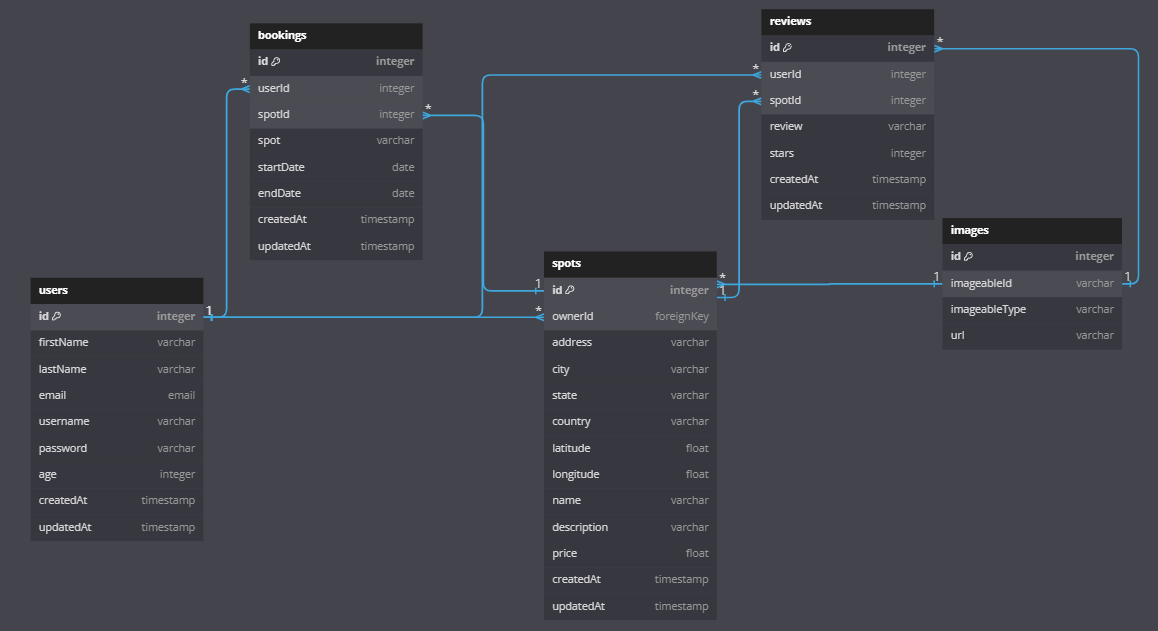 bookings
id integer
userId integer
spotId integer
spot varchar
startDate date
endDate date
createdAt timestamp
updatedAt timestamp
reviews
id integer
userId integer
spotId integer
review varchar
stars integer
createdAt timestamp
updatedAt timestamp
images
id integer
imageableId varchar
imageableType varchar
url varchar
users
id integer
firstName varchar
lastName varchar
email email
username varchar
password varchar
age integer
createdAt timestamp
updatedAt timestamp
spots
id integer
ownerId foreignKey
address varchar
city varchar
state varchar
country varchar
latitude float
longitude float
name varchar
description varchar
price float
createdAt timestamp
updatedAt timestamp
*
*
*
*
*
*
*
1
1
1
1
1